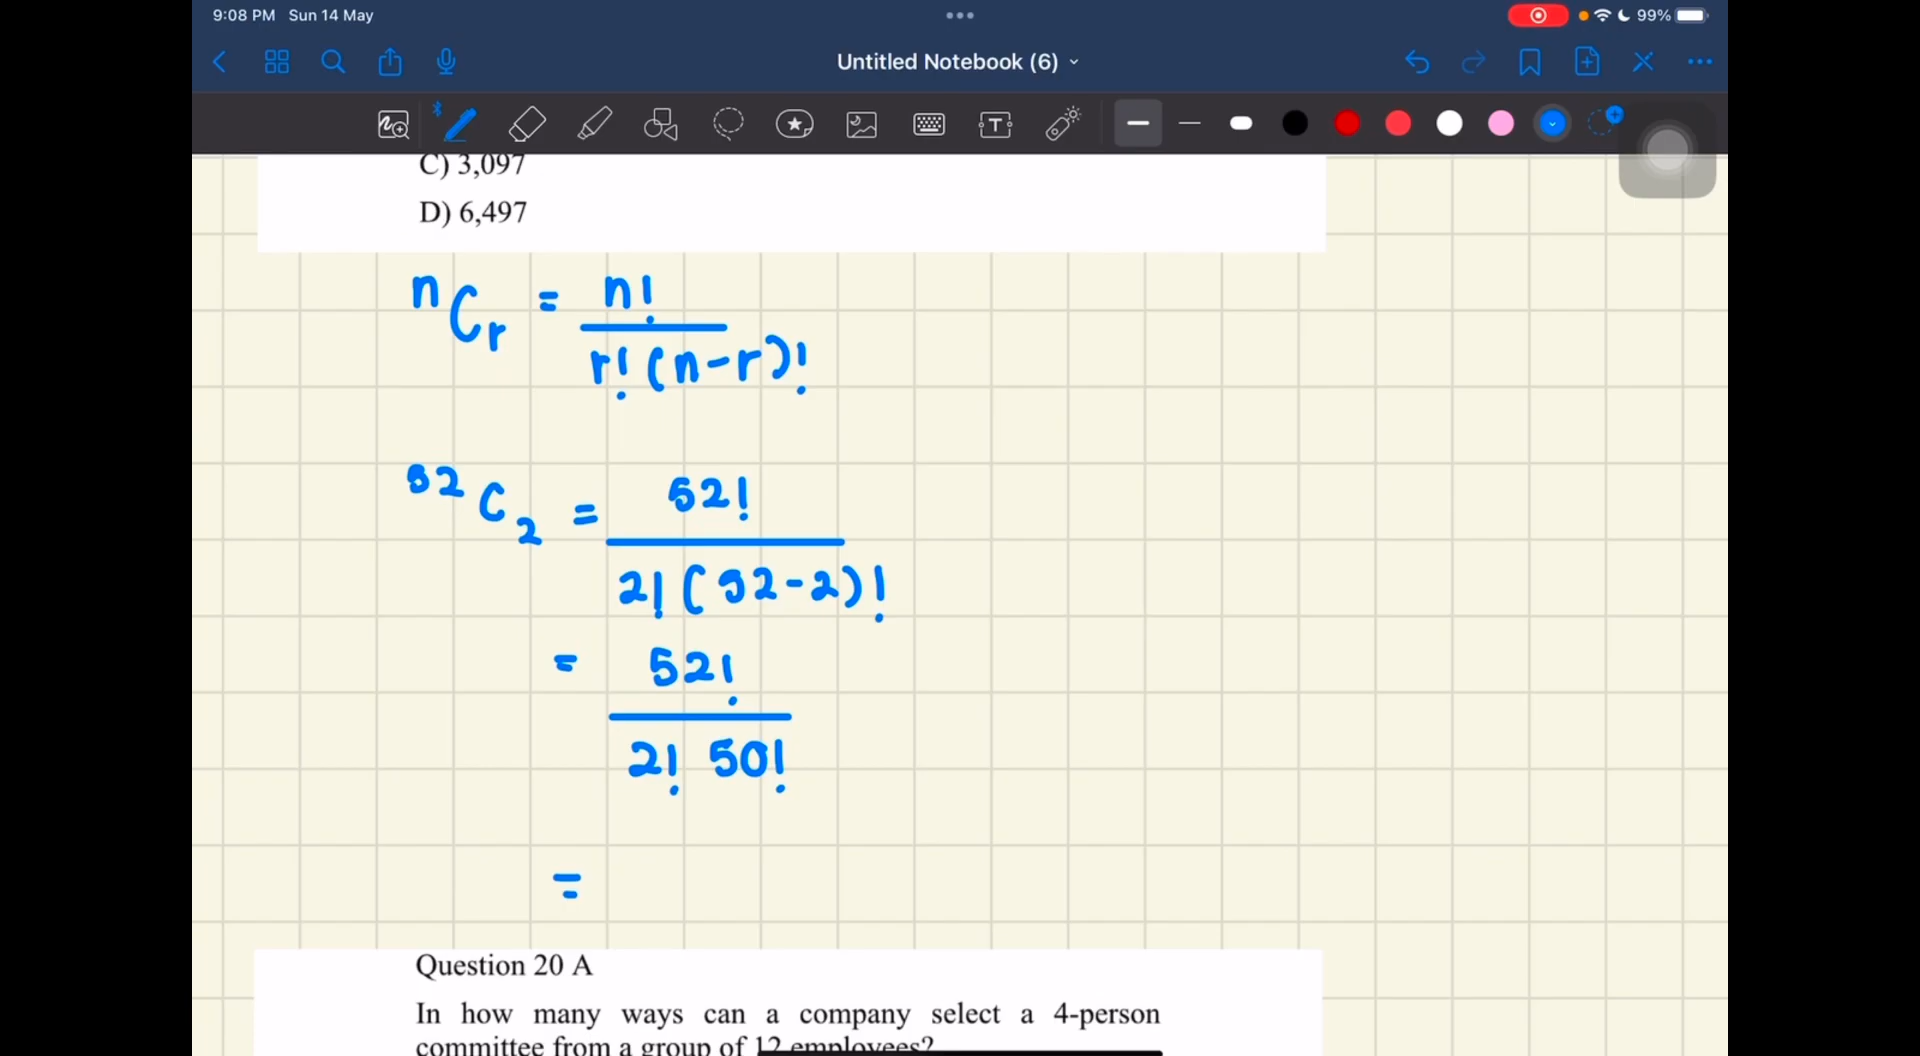 9:08 PM Sun 14 May
99%
Untitled Notebook (6)
C) 3,097
D) 6,497
nCr = n!
r!(n-r)!
52C2 = 52!
2!(52-2)!
= 52!
2! 50!
=
Question 20 A
In how many ways can a company select a 4-person
committee from a group of 12 employees?